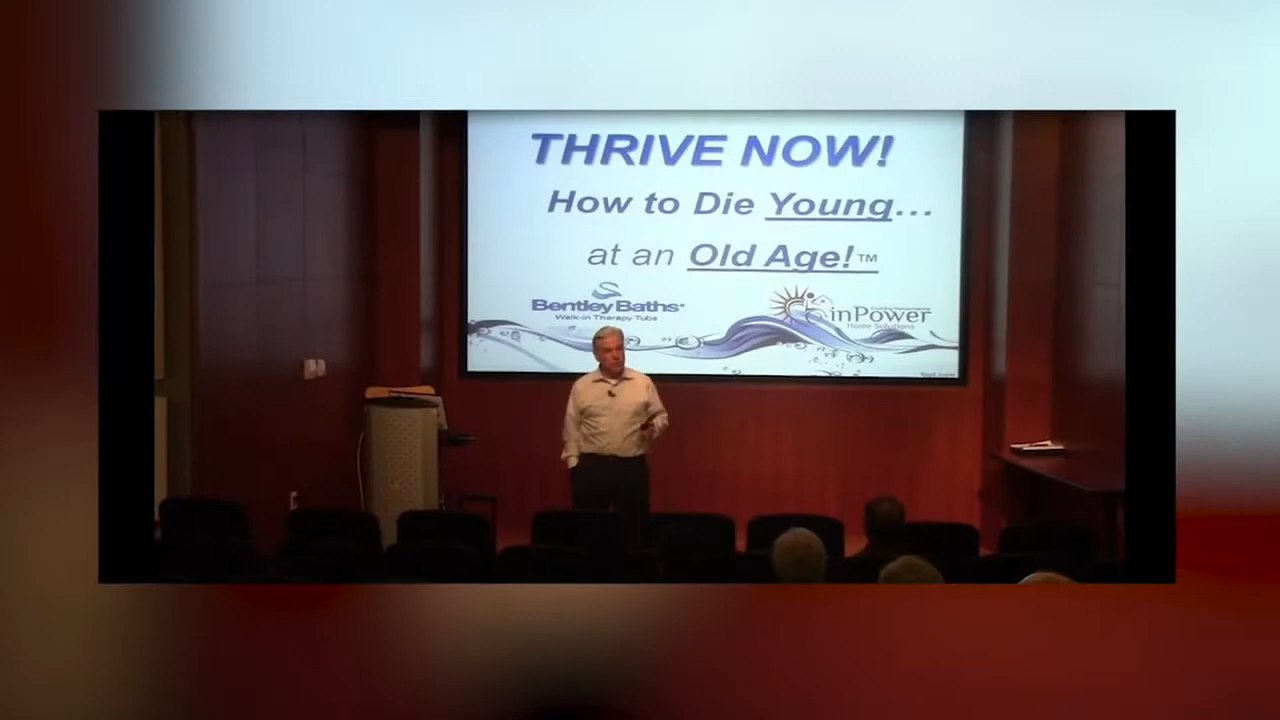 THRIVE NOW!
How to Die Young...
at an Old Age!™
Bentley Baths
Walk-in Therapy Tubs
inPower
Home Solutions